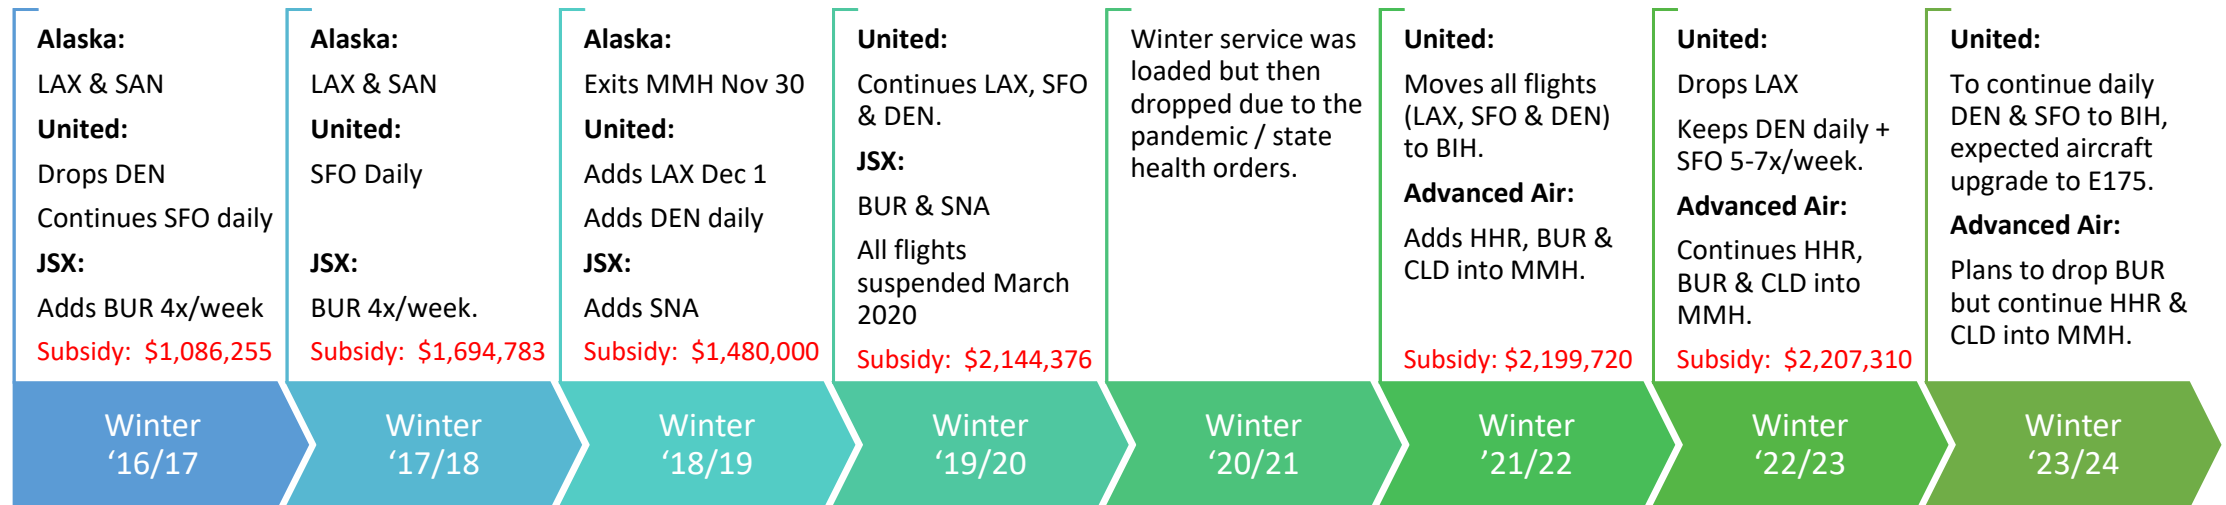 Alaska:
LAX & SAN
United:
Drops DEN
Continues SFO daily
JSX:
Adds BUR 4x/week
Subsidy: $1,086,255
Winter
‘16/17
Alaska:
LAX & SAN
United:
SFO Daily
JSX:
BUR 4x/week.
Subsidy: $1,694,783
Winter
‘17/18
Alaska:
Exits MMH Nov 30
United:
Adds LAX Dec 1
Adds DEN daily
JSX:
Adds SNA
Subsidy: $1,480,000
Winter
‘18/19
United:
Continues LAX, SFO
& DEN.
JSX:
BUR & SNA
All flights
suspended March
2020
Subsidy: $2,144,376
Winter
‘19/20
Winter service was
loaded but then
dropped due to the
pandemic / state
health orders.
Winter
‘20/21
United:
Moves all flights
(LAX, SFO & DEN)
to BIH.
Advanced Air:
Adds HHR, BUR &
CLD into MMH.
Subsidy: $2,199,720
Winter
’21/22
United:
Drops LAX
Keeps DEN daily +
SFO 5-7x/week.
Advanced Air:
Continues HHR,
BUR & CLD into
MMH.
Subsidy: $2,207,310
Winter
‘22/23
United:
To continue daily
DEN & SFO to BIH,
expected aircraft
upgrade to E175.
Advanced Air:
Plans to drop BUR
but continue HHR &
CLD into MMH.
Winter
‘23/24